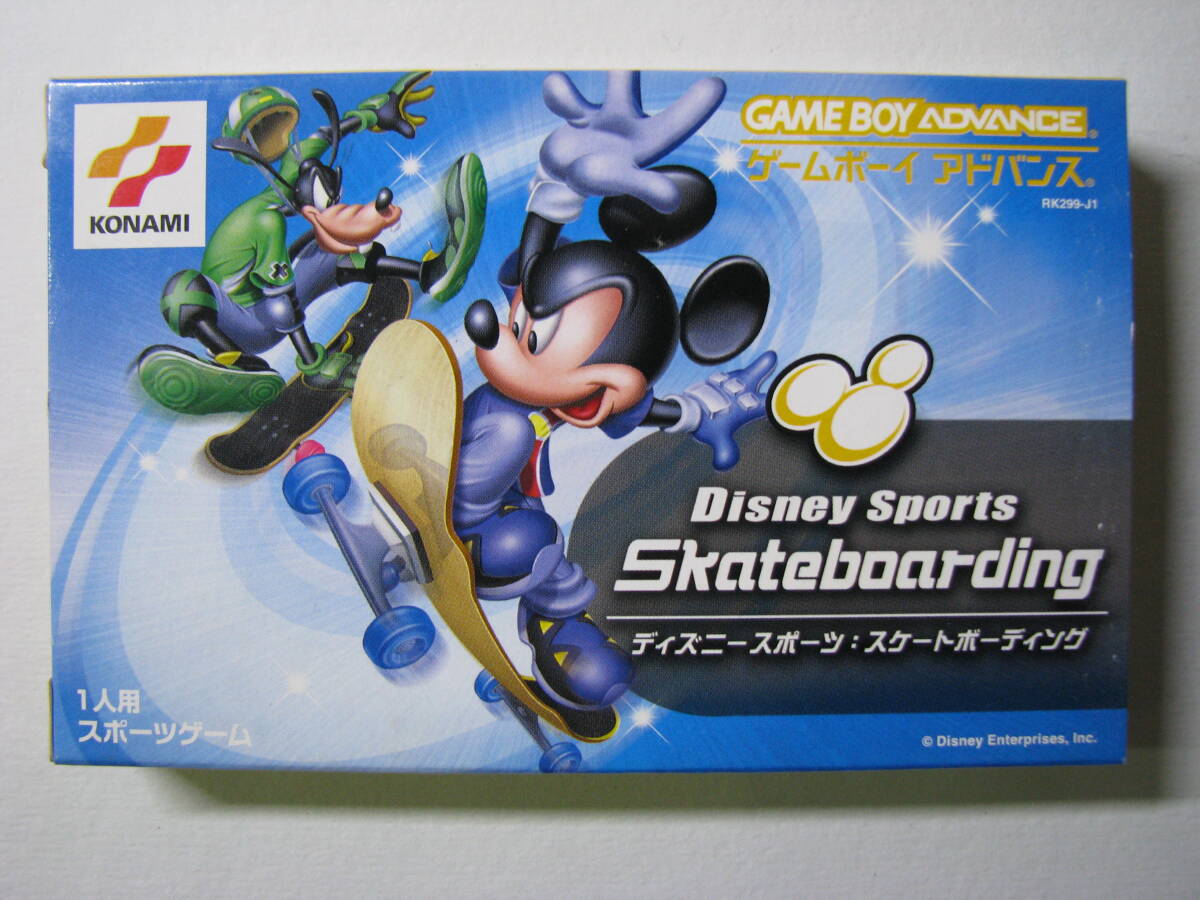 KONAMI
GAME BOY ADVANCE®
ゲームボーイ アドバンス®
RK299-J1
Disney Sports
Skateboarding
ディズニースポーツ：スケートボーディング
1人用
スポーツゲーム
© Disney Enterprises, Inc.